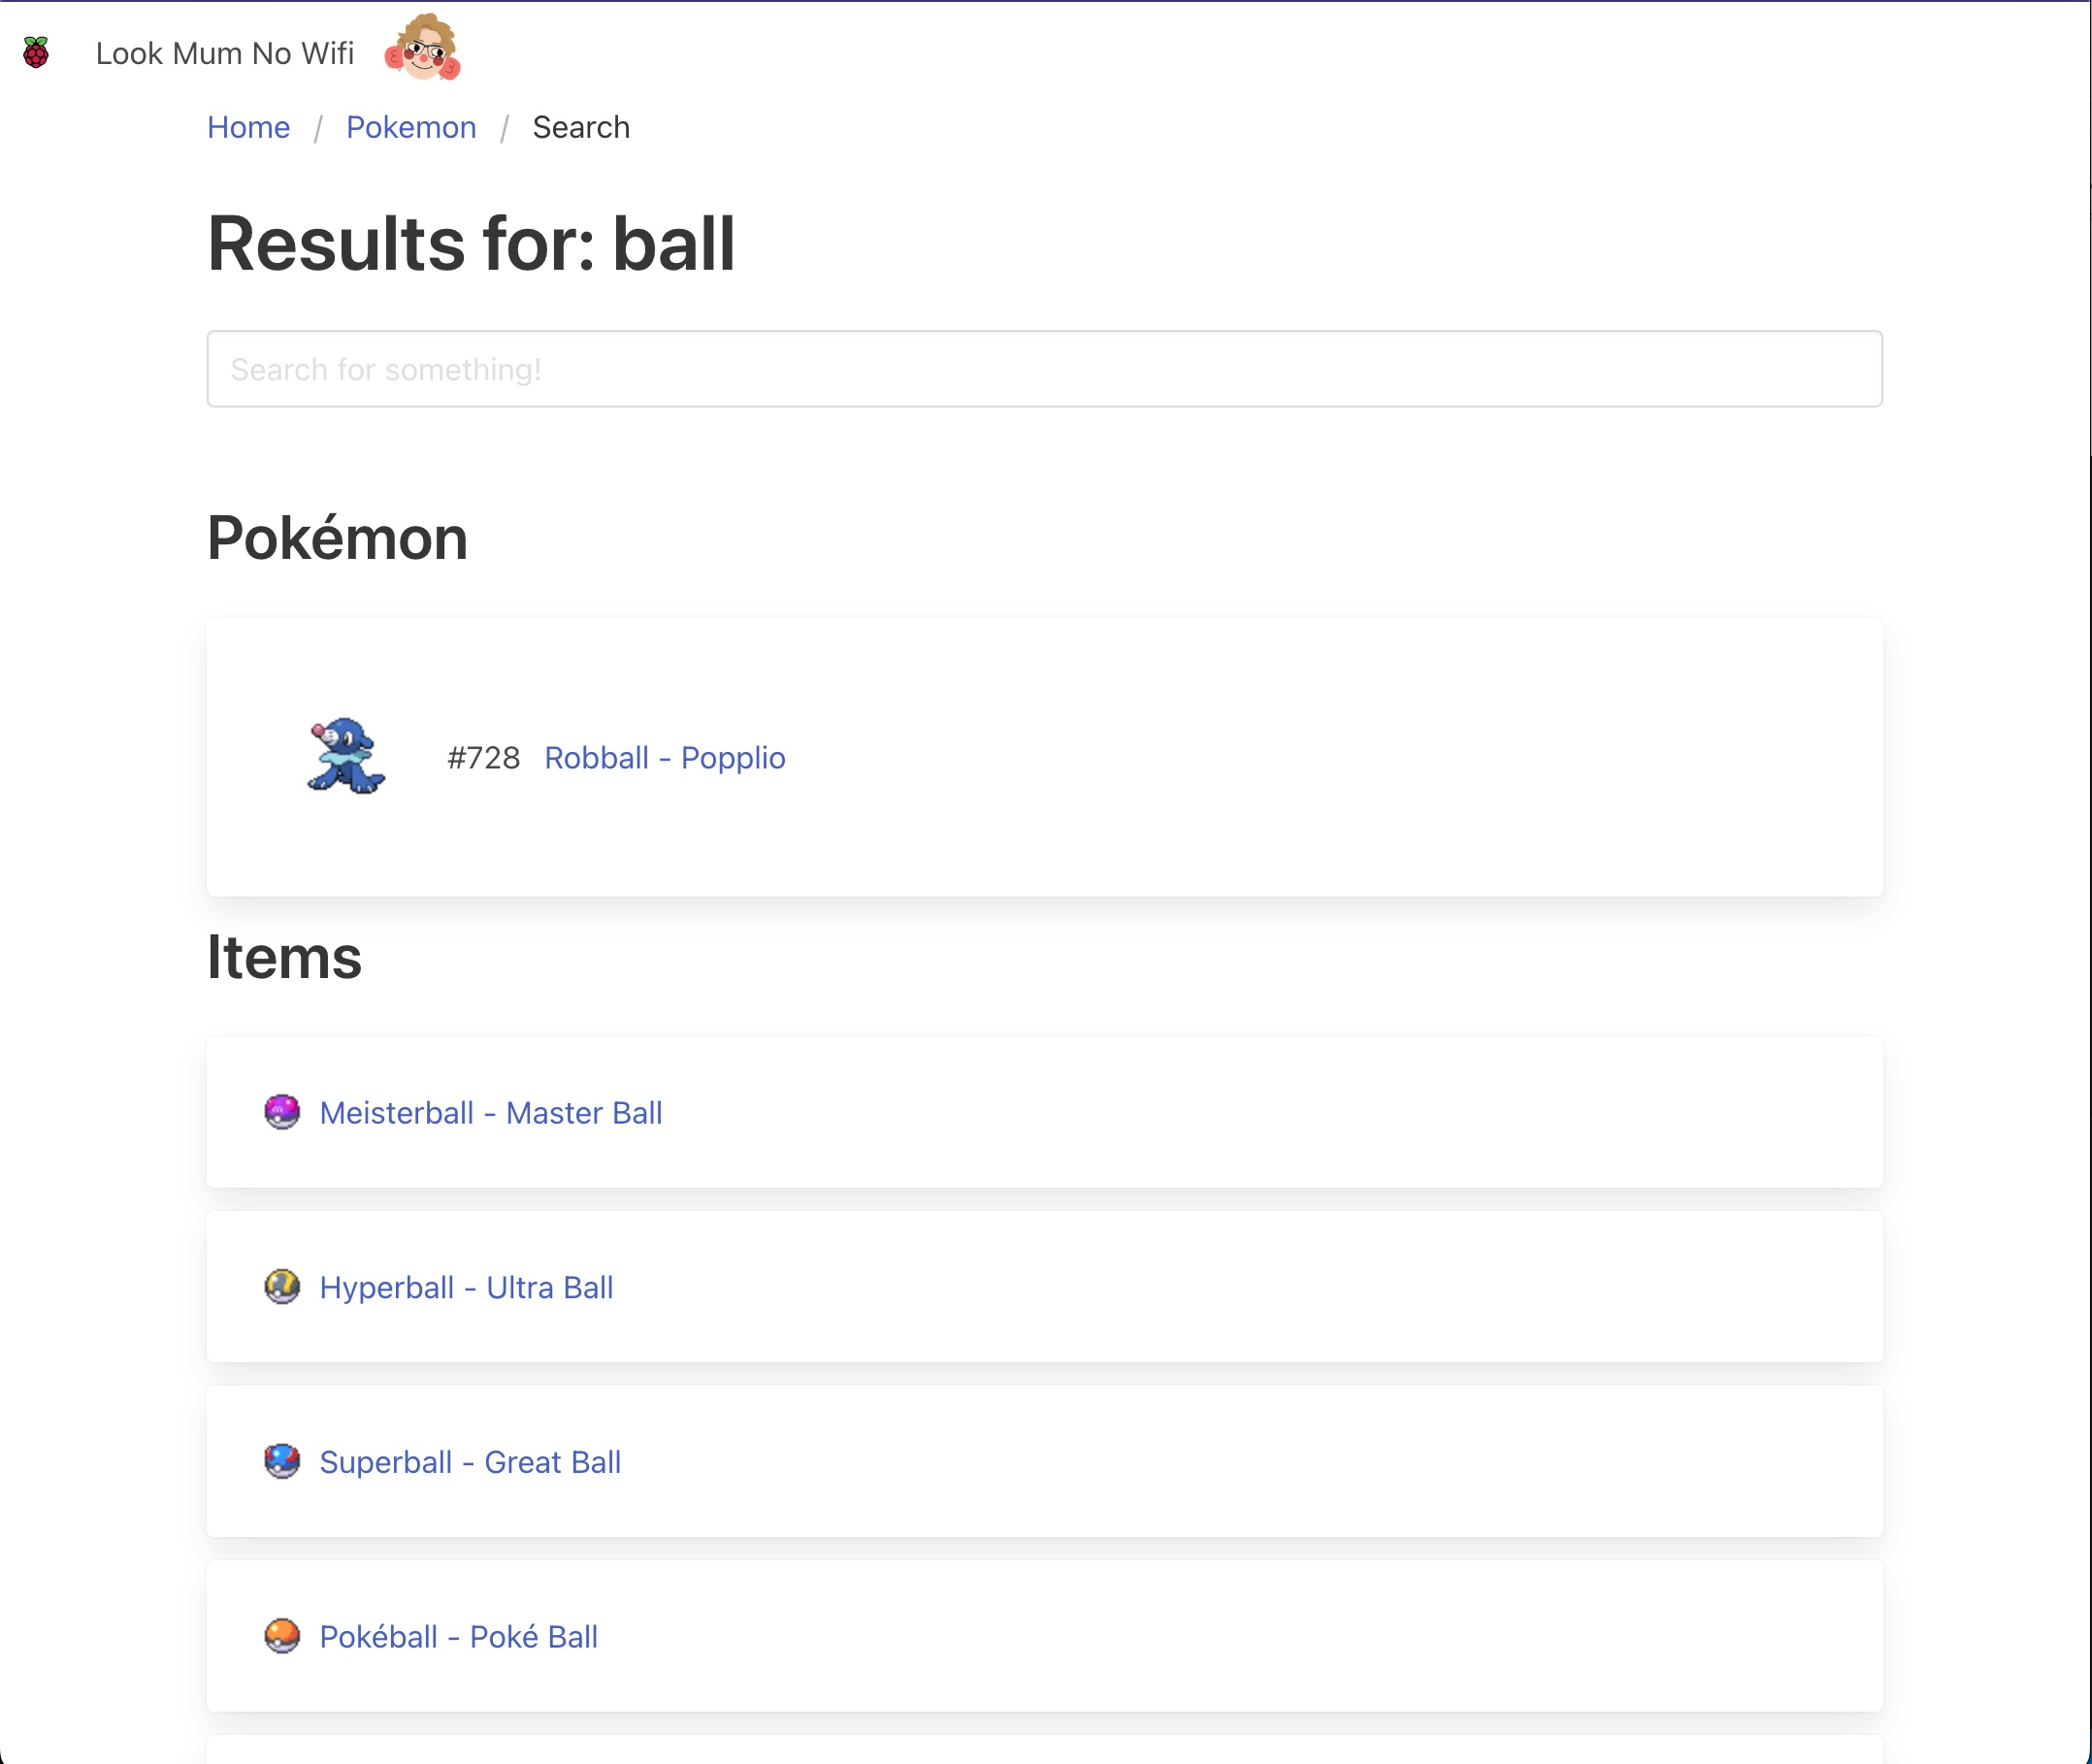 Look Mum No Wifi
Home / Pokemon / Search
Results for: ball
Search for something!
Pokémon
#728 Robball - Popplio
Items
Meisterball - Master Ball
Hyperball - Ultra Ball
Superball - Great Ball
Pokéball - Poké Ball